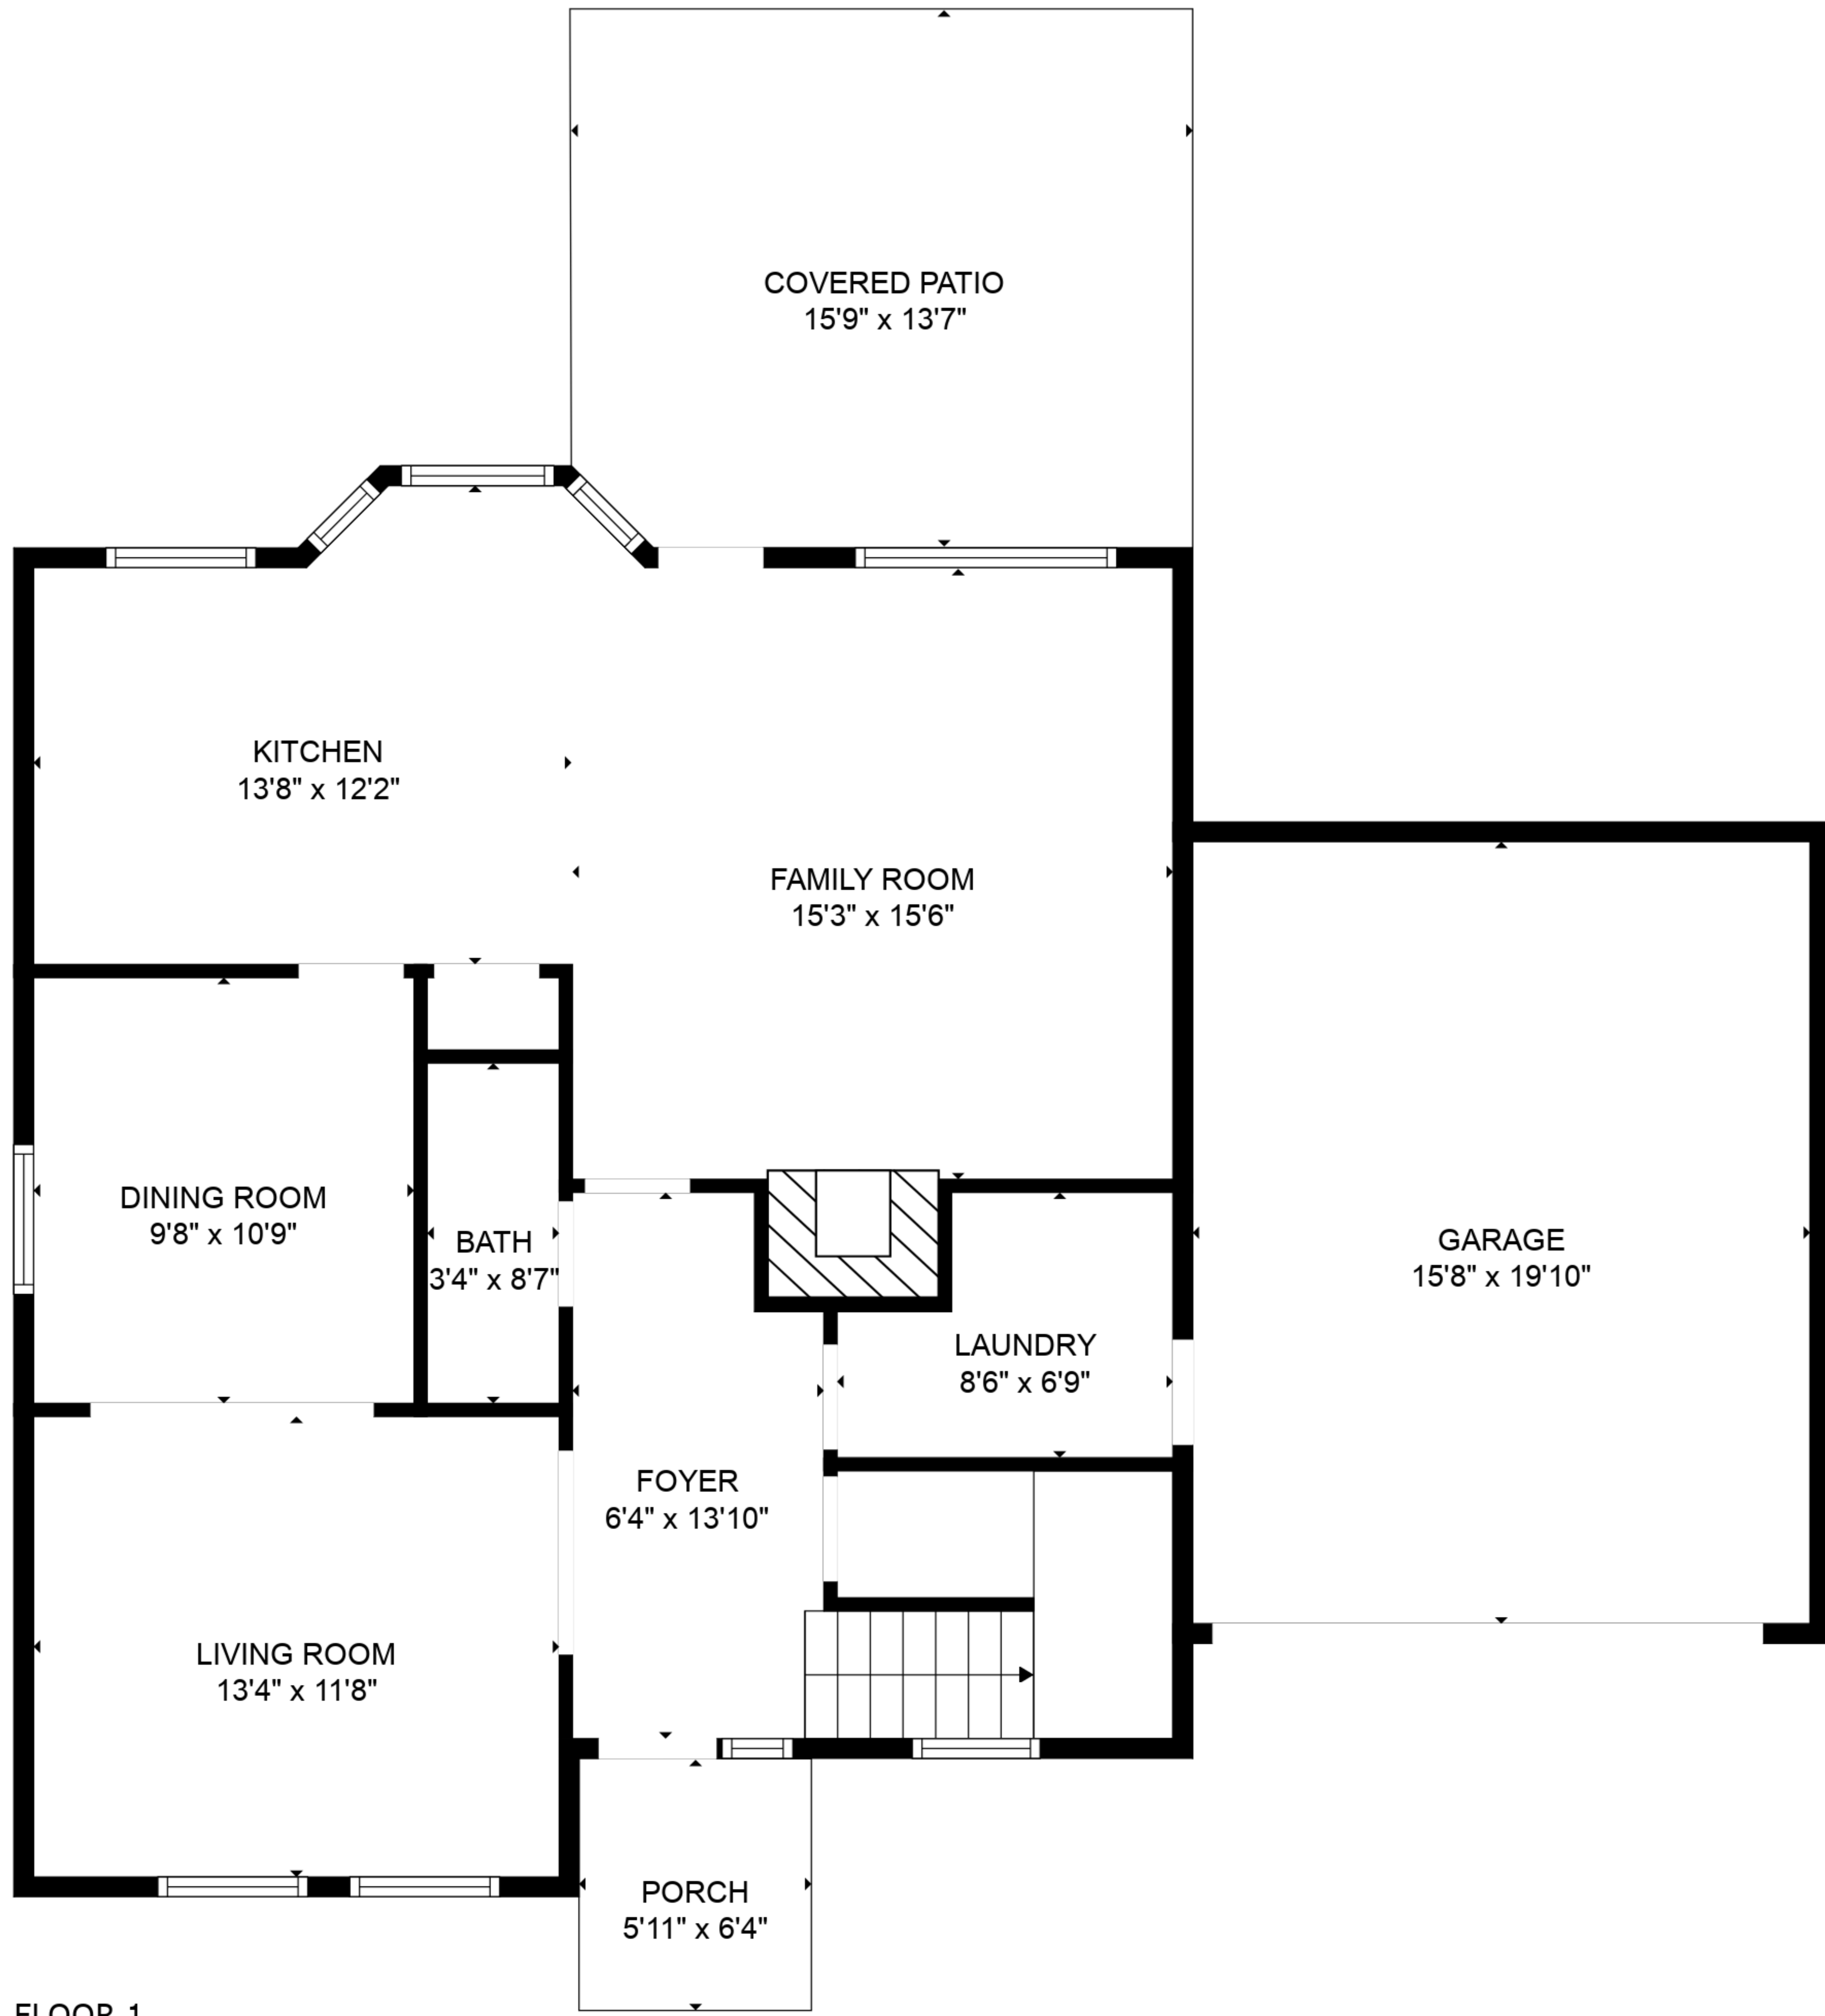 COVERED PATIO
15'9" x 13'7"
KITCHEN
13'8" x 12'2"
FAMILY ROOM
15'3" x 15'6"
DINING ROOM
9'8" x 10'9"
BATH
3'4" x 8'7"
GARAGE
15'8" x 19'10"
LAUNDRY
8'6" x 6'9"
FOYER
6'4" x 13'10"
LIVING ROOM
13'4" x 11'8"
PORCH
5'11" x 6'4"
FLOOR 1